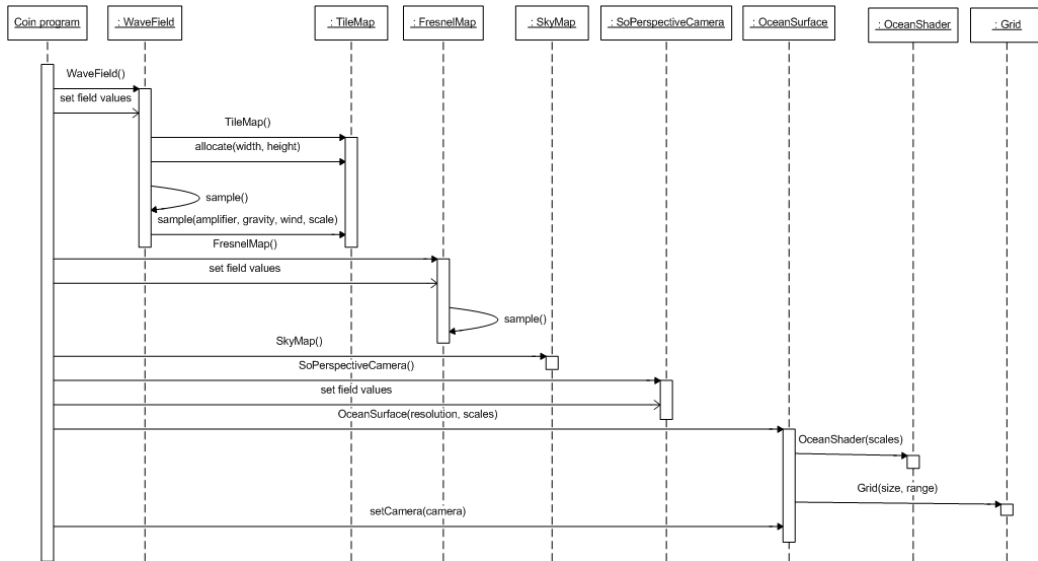 Coin program
: WaveField
: TileMap
: FresnelMap
: SkyMap
: SoPerspectiveCamera
: OceanSurface
: OceanShader
: Grid
WaveField()
set field values
TileMap()
allocate(width, height)
sample()
sample(amplifier, gravity, wind, scale)
FresnelMap()
set field values
sample()
SkyMap()
SoPerspectiveCamera()
set field values
OceanSurface(resolution, scales)
OceanShader(scales)
Grid(size, range)
setCamera(camera)